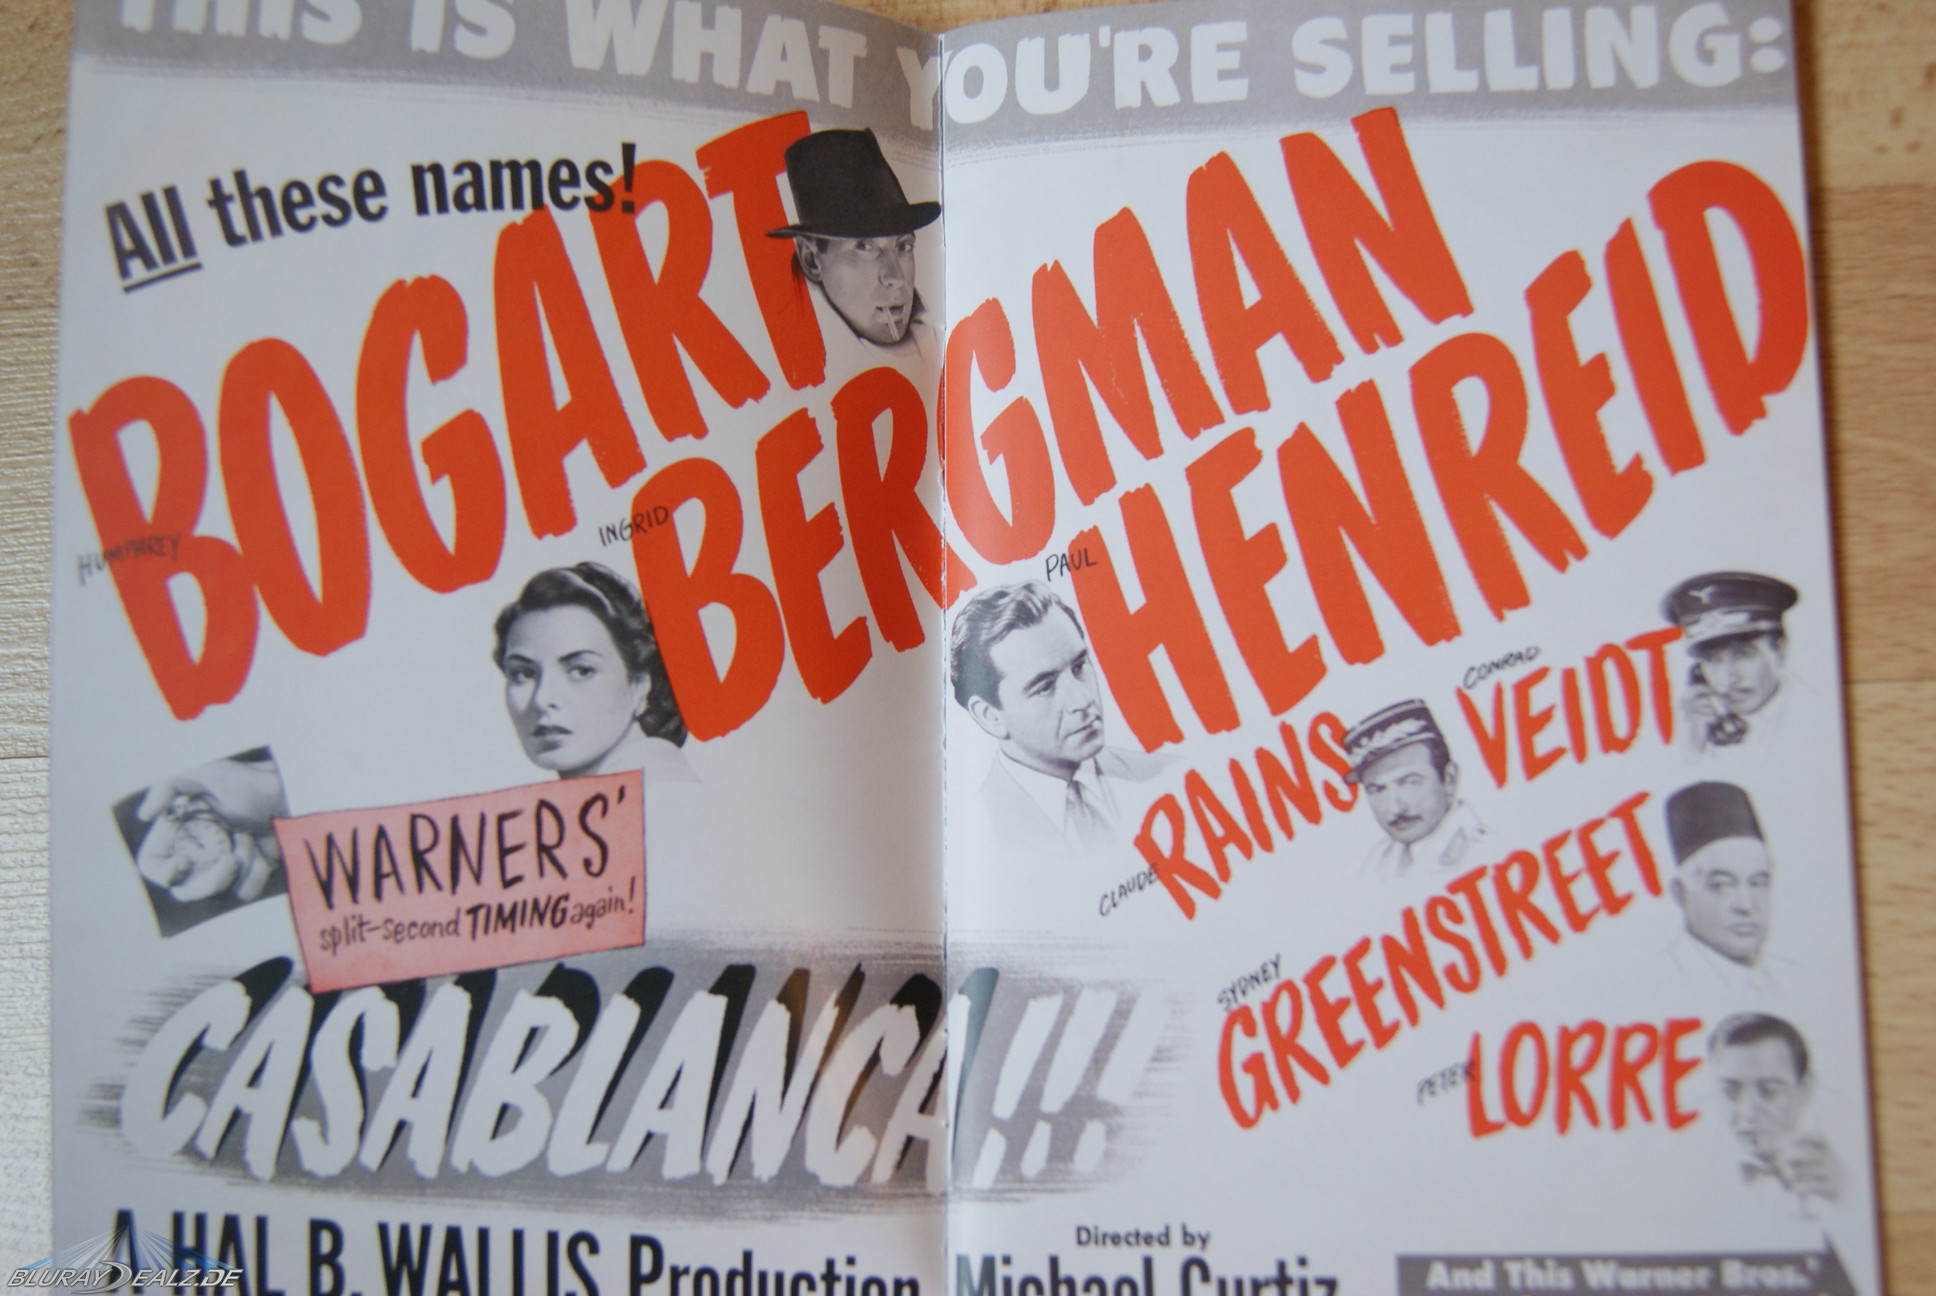 THIS IS WHAT YOU'RE SELLING:
All these names!
HUMPHREY
BOGART
INGRID
BERGMAN
PAUL
HENREID
CLAUDE
RAINS
CONRAD
VEIDT
SYDNEY
GREENSTREET
PETER
LORRE
WARNERS'
split-second TIMING again!
CASABLANCA!!!
A HAL B. WALLIS Production
Directed by
Michael Curtiz
And This Warner Bros.'
BLURAYDEALZ.DE